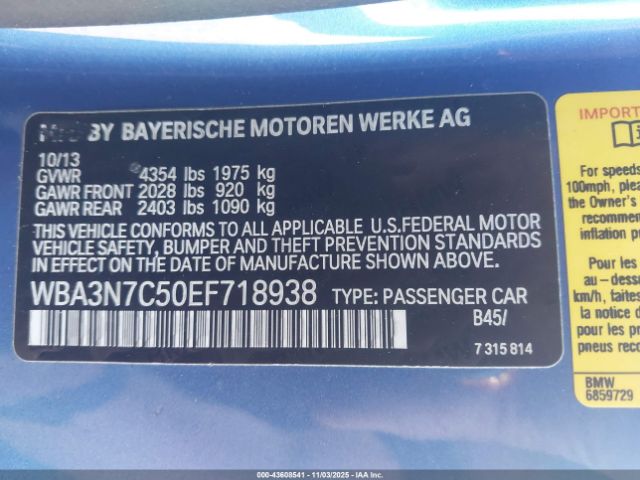 BY BAYERISCHE MOTOREN WERKE AG
10/13
GVWR 4354 lbs 1975 kg
GAWR FRONT 2028 lbs 920 kg
GAWR REAR 2403 lbs 1090 kg
THIS VEHICLE CONFORMS TO ALL APPLICABLE U.S.FEDERAL MOTOR
VEHICLE SAFETY, BUMPER AND THEFT PREVENTION STANDARDS
IN EFFECT ON THE DATE OF MANUFACTURE SHOWN ABOVE.
WBA3N7C50EF718938 TYPE: PASSENGER CAR
B45/
7 315 814
IMPORT
For speeds
100mph, plea
the Owner's
recommen
inflation p
Pour les
au - dessu
km/h, faites
la notice d
pour les pr
pneus reco
BMW
6859729
000-43608541 - 11/03/2025 - IAAI, Inc.